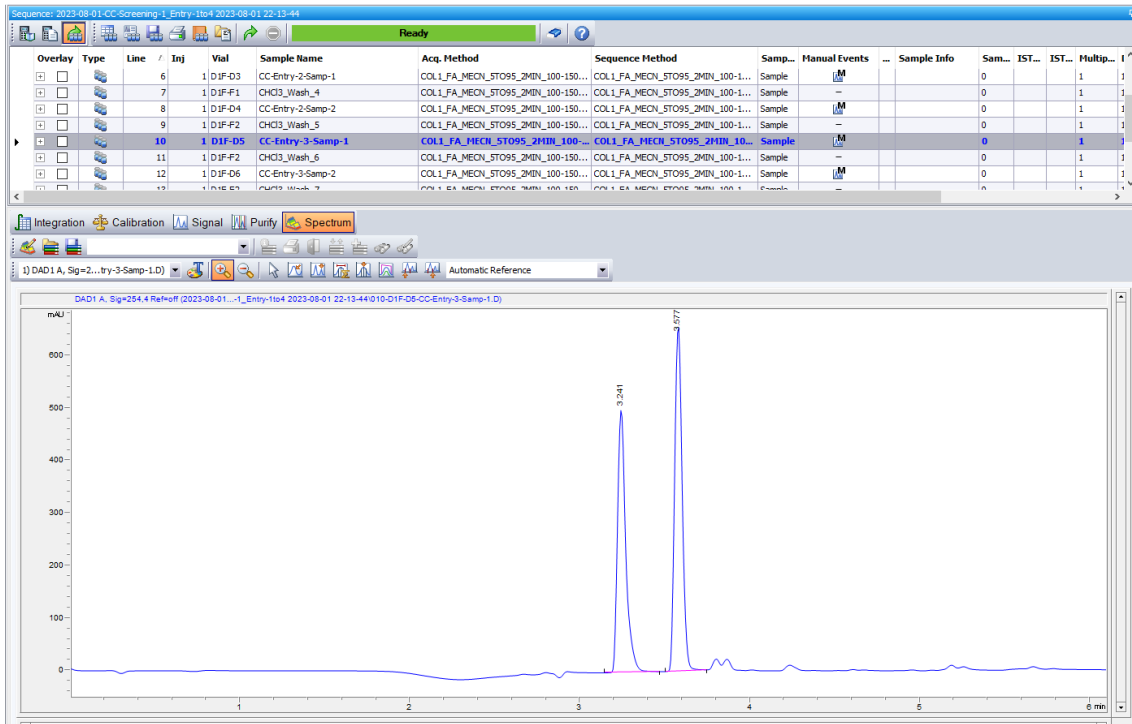 Sequence: 2023-08-01-CC-Screening-1_Entry-1to4 2023-08-01 22-13-44
Ready
Overlay Type Line / Inj Vial Sample Name Acq. Method Sequence Method Samp... Manual Events ... Sample Info Sam... IST... IST... Multip...
6 1 D1F-D3 CC-Entry-2-Samp-1 COL1_FA_MECN_5TO95_2MIN_100-150... COL1_FA_MECN_5TO95_2MIN_100-1... Sample M 0 1
7 1 D1F-F1 CHCl3_Wash_4 COL1_FA_MECN_5TO95_2MIN_100-150... COL1_FA_MECN_5TO95_2MIN_100-1... Sample – 0 1
8 1 D1F-D4 CC-Entry-2-Samp-2 COL1_FA_MECN_5TO95_2MIN_100-150... COL1_FA_MECN_5TO95_2MIN_100-1... Sample M 0 1
9 1 D1F-F2 CHCl3_Wash_5 COL1_FA_MECN_5TO95_2MIN_100-150... COL1_FA_MECN_5TO95_2MIN_100-1... Sample – 0 1
10 1 D1F-D5 CC-Entry-3-Samp-1 COL1_FA_MECN_5TO95_2MIN_100-... COL1_FA_MECN_5TO95_2MIN_10... Sample M 0 1
11 1 D1F-F2 CHCl3_Wash_6 COL1_FA_MECN_5TO95_2MIN_100-150... COL1_FA_MECN_5TO95_2MIN_100-1... Sample – 0 1
12 1 D1F-D6 CC-Entry-3-Samp-2 COL1_FA_MECN_5TO95_2MIN_100-150... COL1_FA_MECN_5TO95_2MIN_100-1... Sample M 0 1
Integration Calibration Signal Purify Spectrum
1) DAD1 A, Sig=2...try-3-Samp-1.D) Automatic Reference
DAD1 A, Sig=254,4 Ref=off (2023-08-01...-1_Entry-1to4 2023-08-01 22-13-44\010-D1F-D5-CC-Entry-3-Samp-1.D)
mAU
3.577
600
500
3.241
400
300
200
100
0
1 2 3 4 5 6 min